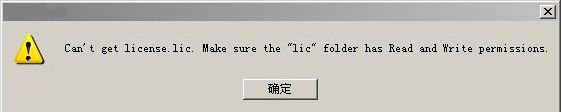 Can't get license.lic. Make sure the "lic" folder has Read and Write permissions.
确定